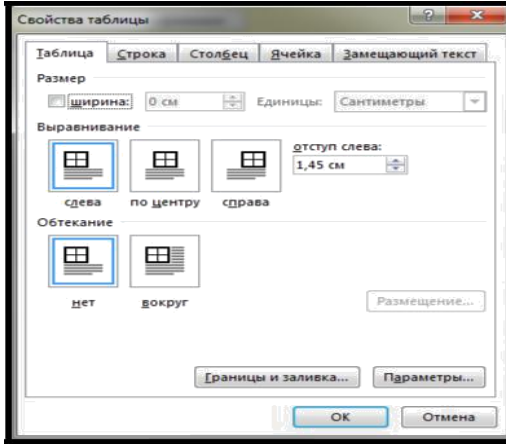 Свойства таблицы
Таблица Строка Столбец Ячейка Замещающий текст
Размер
ширина: 0 см Единицы: Сантиметры
Выравнивание
отступ слева:
1,45 см
слева по центру справа
Обтекание
нет вокруг
Размещение...
Границы и заливка... Параметры...
ОК Отмена